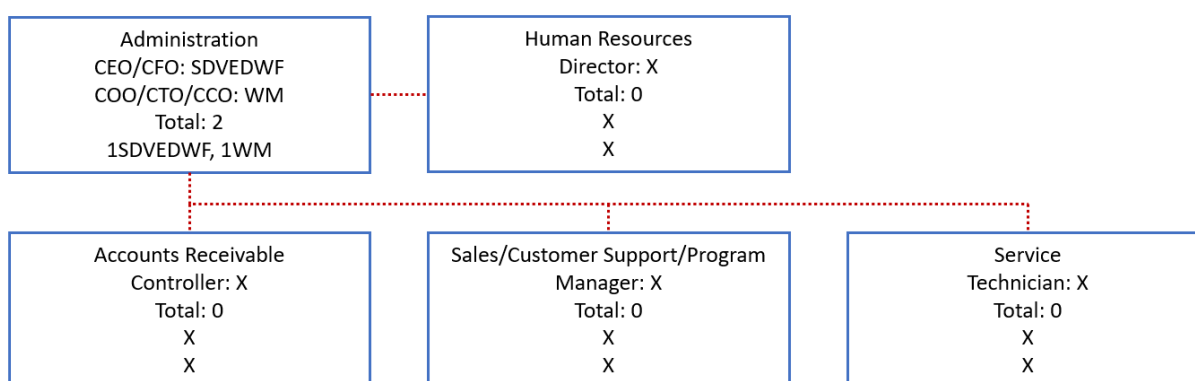 Administration
CEO/CFO: SDVEDWF
COO/CTO/CCO: WM
Total: 2
1SDVEDWF, 1WM
Human Resources
Director: X
Total: 0
X
X
Accounts Receivable
Controller: X
Total: 0
X
X
Sales/Customer Support/Program
Manager: X
Total: 0
X
X
Service
Technician: X
Total: 0
X
X